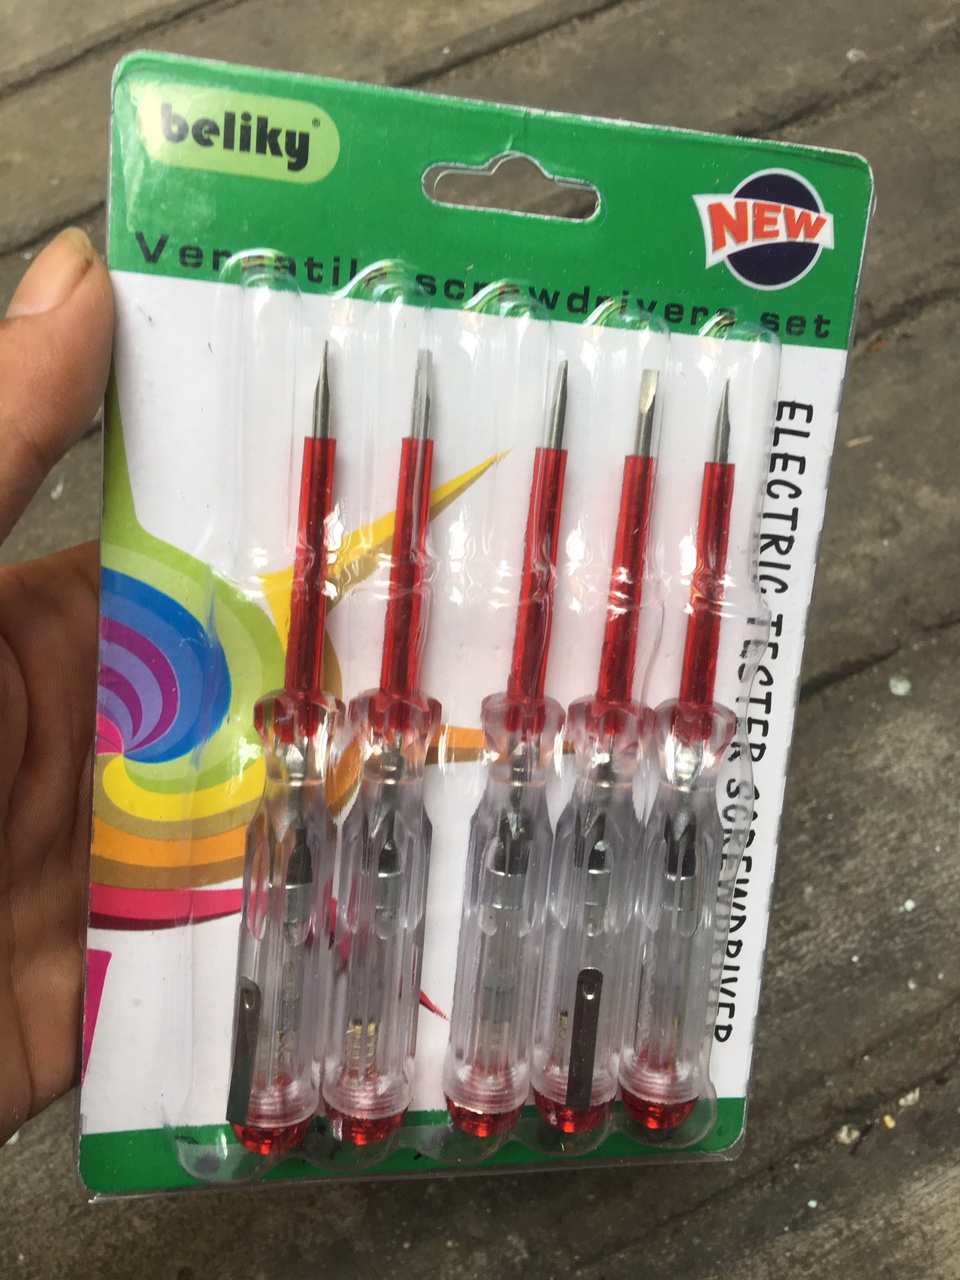 beliky®
NEW
Versatile screwdrivers set
ELECTRIC TESTER SCREWDRIVER